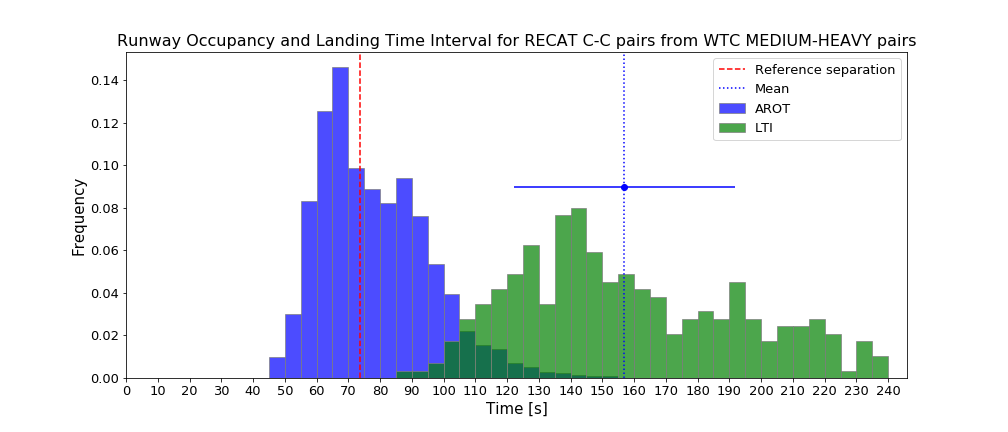 Runway Occupancy and Landing Time Interval for RECAT C-C pairs from WTC MEDIUM-HEAVY pairs
Reference separation
Mean
AROT
LTI
Frequency
0.14
0.12
0.10
0.08
0.06
0.04
0.02
0.00
0 10 20 30 40 50 60 70 80 90 100 110 120 130 140 150 160 170 180 190 200 210 220 230 240
Time [s]